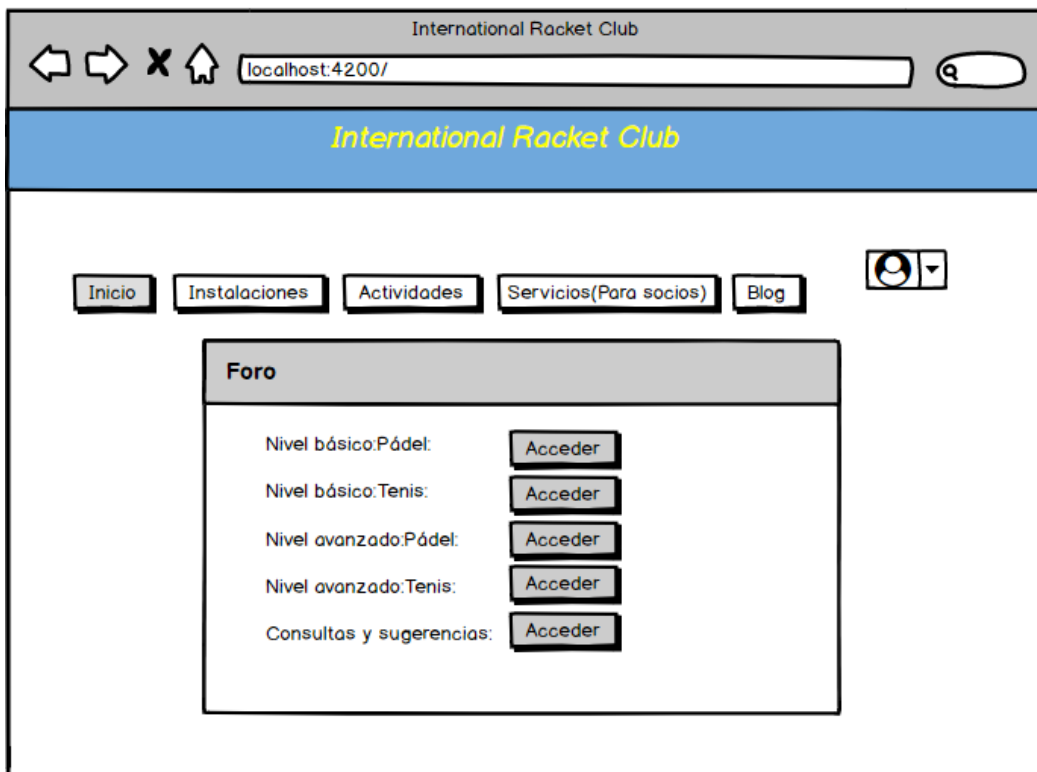 International Racket Club
localhost:4200/
International Racket Club
Inicio Instalaciones Actividades Servicios(Para socios) Blog
Foro
Nivel básico:Pádel: Acceder
Nivel básico:Tenis: Acceder
Nivel avanzado:Pádel: Acceder
Nivel avanzado:Tenis: Acceder
Consultas y sugerencias: Acceder